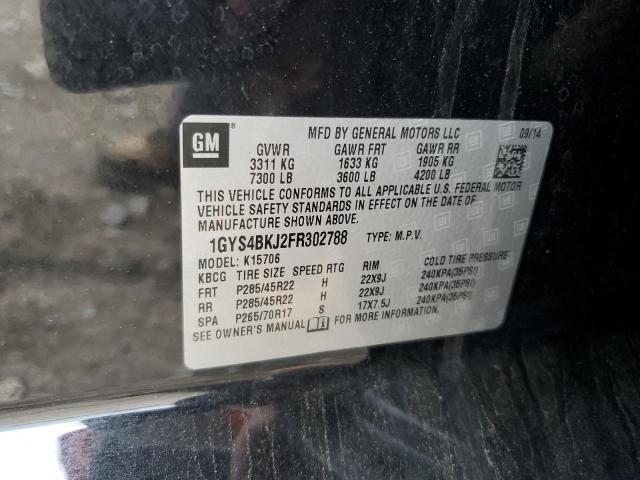 GM ®
MFD BY GENERAL MOTORS LLC 09/14
GVWR GAWR FRT GAWR RR
3311 KG 1633 KG 1905 KG
7300 LB 3600 LB 4200 LB
THIS VEHICLE CONFORMS TO ALL APPLICABLE U.S. FEDERAL MOTOR
VEHICLE SAFETY STANDARDS IN EFFECT ON THE DATE OF
MANUFACTURE SHOWN ABOVE.
1GYS4BKJ2FR302788 TYPE: M.P.V.
MODEL: K15706
KBCG TIRE SIZE SPEED RTG RIM COLD TIRE PRESSURE
FRT P285/45R22 H 22X9J 240KPA(35PSI)
RR P285/45R22 H 22X9J 240KPA(35PSI)
SPA P265/70R17 S 17X7.5J 240KPA(35PSI)
SEE OWNER'S MANUAL FOR MORE INFORMATION.